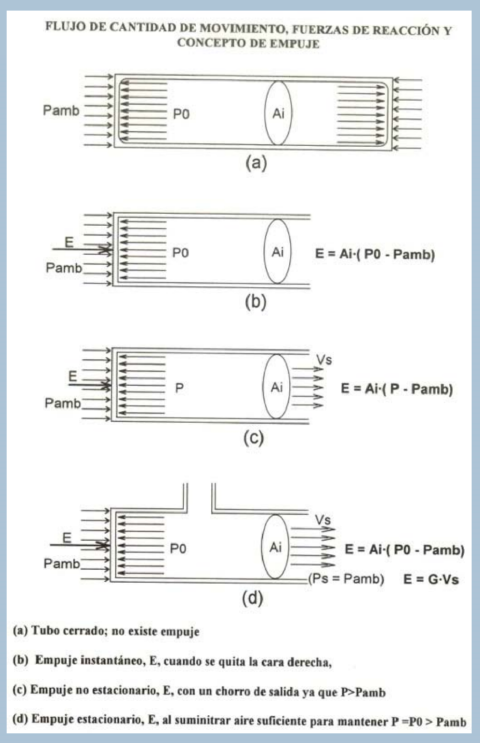 FLUJO DE CANTIDAD DE MOVIMIENTO, FUERZAS DE REACCIÓN Y
CONCEPTO DE EMPUJE
Pamb P0 Ai
(a)
E
Pamb P0 Ai E = Ai·( P0 - Pamb)
(b)
Vs
E
Pamb P Ai E = Ai·( P - Pamb)
(c)
Vs
E
Pamb P0 Ai E = Ai·( P0 - Pamb)
(Ps = Pamb) E = G·Vs
(d)
(a) Tubo cerrado; no existe empuje
(b) Empuje instantáneo, E, cuando se quita la cara derecha,
(c) Empuje no estacionario, E, con un chorro de salida ya que P>Pamb
(d) Empuje estacionario, E, al suminitrar aire suficiente para mantener P =P0 > Pamb